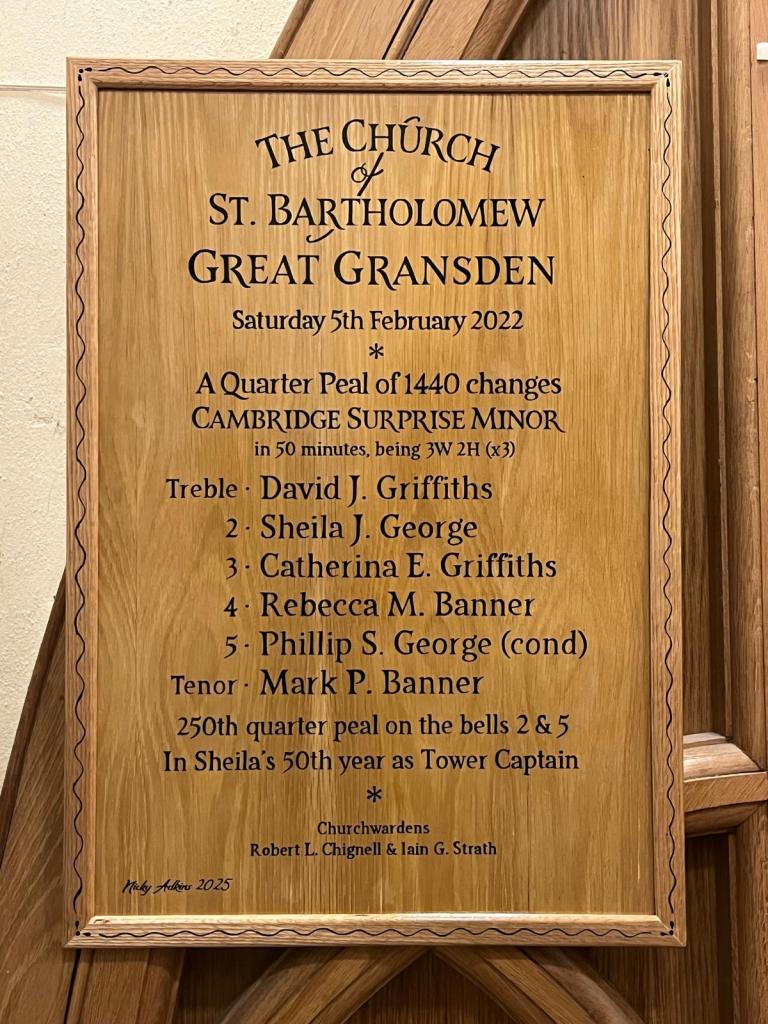 THE CHURCH
of
ST. BARTHOLOMEW
GREAT GRANSDEN
Saturday 5th February 2022
*
A Quarter Peal of 1440 changes
CAMBRIDGE SURPRISE MINOR
in 50 minutes, being 3W 2H (x3)
Treble · David J. Griffiths
2 · Sheila J. George
3 · Catherina E. Griffiths
4 · Rebecca M. Banner
5 · Phillip S. George (cond)
Tenor · Mark P. Banner
250th quarter peal on the bells 2 & 5
In Sheila's 50th year as Tower Captain
*
Churchwardens
Robert L. Chignell & Iain G. Strath
Nicky Adkins 2025